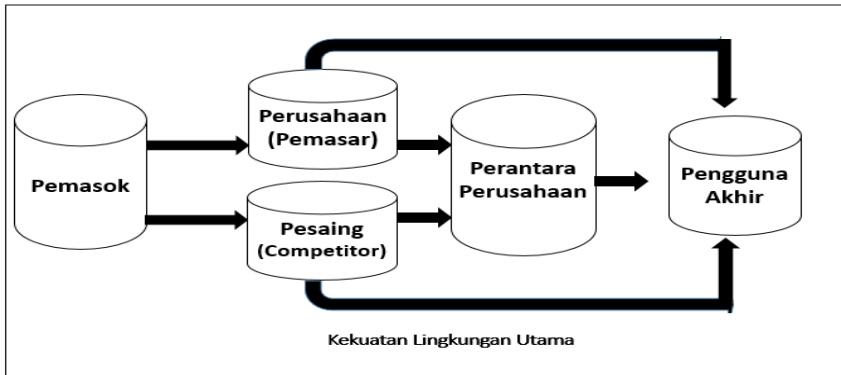 Pemasok
Perusahaan
(Pemasar)
Pesaing
(Competitor)
Perantara
Perusahaan
Pengguna
Akhir
Kekuatan Lingkungan Utama